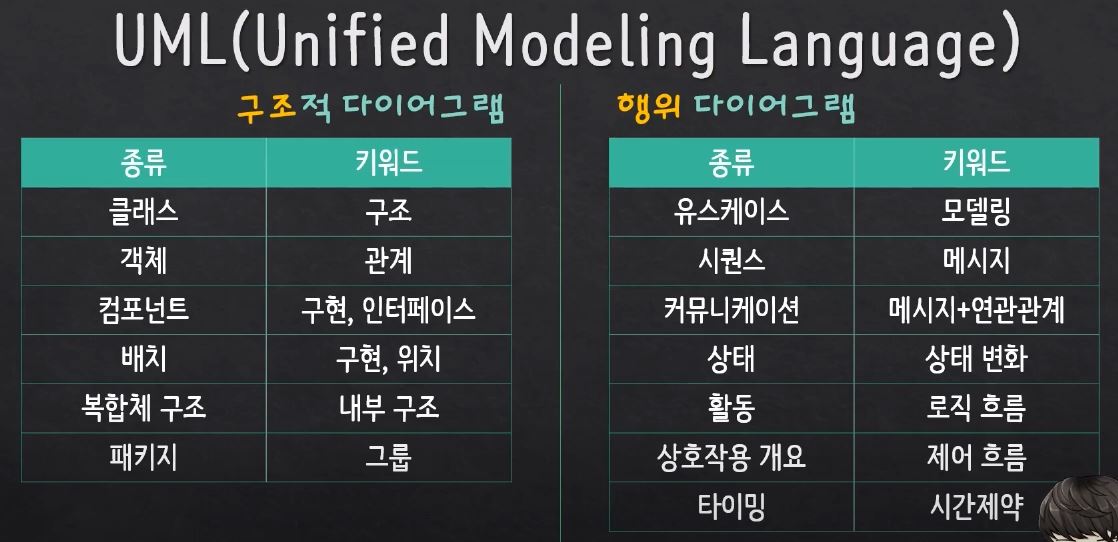 UML(Unified Modeling Language)
구조적 다이어그램
종류 키워드
클래스 구조
객체 관계
컴포넌트 구현, 인터페이스
배치 구현, 위치
복합체 구조 내부 구조
패키지 그룹
행위 다이어그램
종류 키워드
유스케이스 모델링
시퀀스 메시지
커뮤니케이션 메시지+연관관계
상태 상태 변화
활동 로직 흐름
상호작용 개요 제어 흐름
타이밍 시간제약